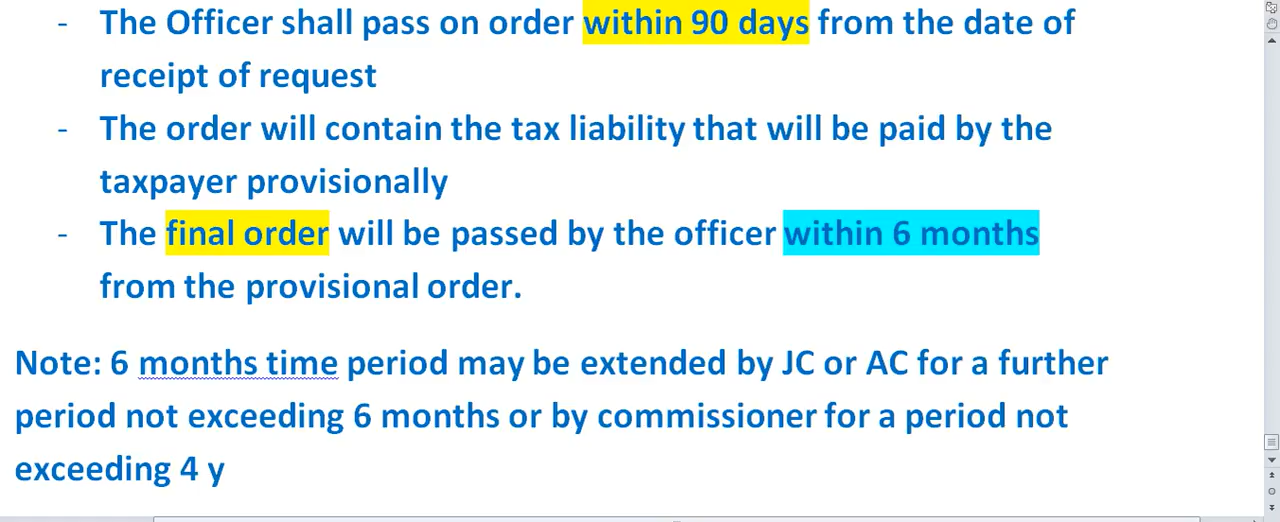 - The Officer shall pass on order within 90 days from the date of
receipt of request
- The order will contain the tax liability that will be paid by the
taxpayer provisionally
- The final order will be passed by the officer within 6 months
from the provisional order.
Note: 6 months time period may be extended by JC or AC for a further
period not exceeding 6 months or by commissioner for a period not
exceeding 4 y